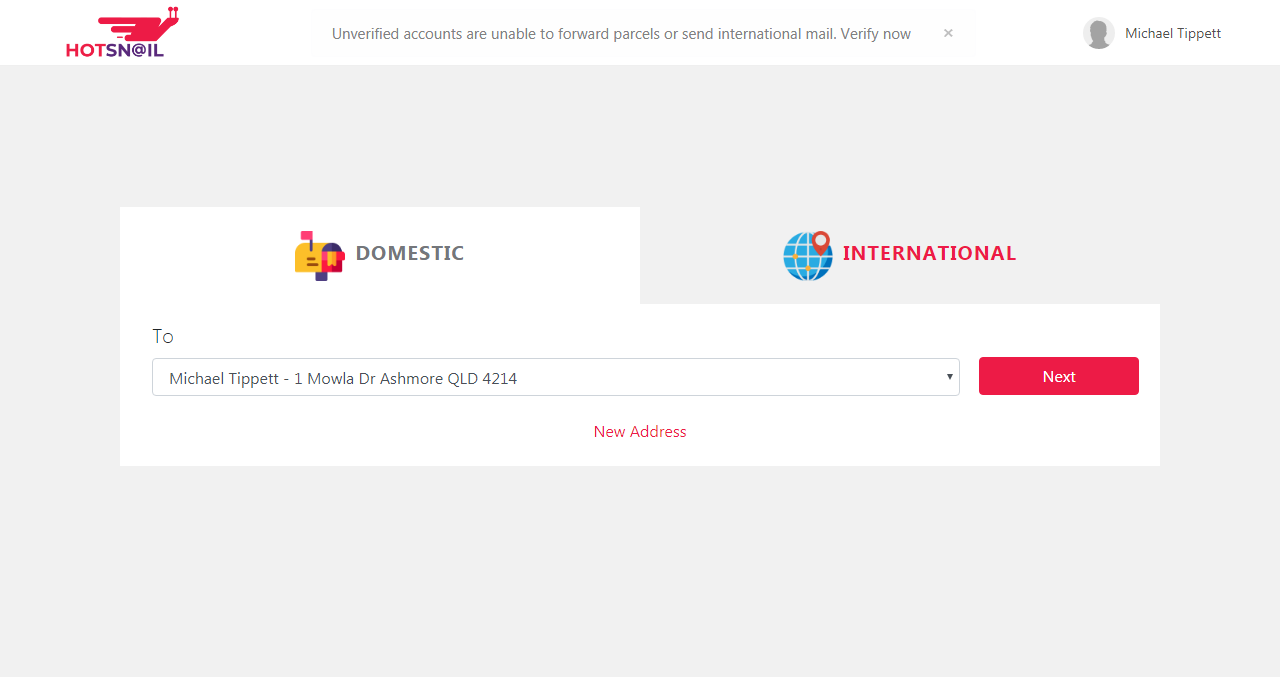 HOTSN@IL
Unverified accounts are unable to forward parcels or send international mail. Verify now ×
Michael Tippett
DOMESTIC
INTERNATIONAL
To
Michael Tippett - 1 Mowla Dr Ashmore QLD 4214
Next
New Address